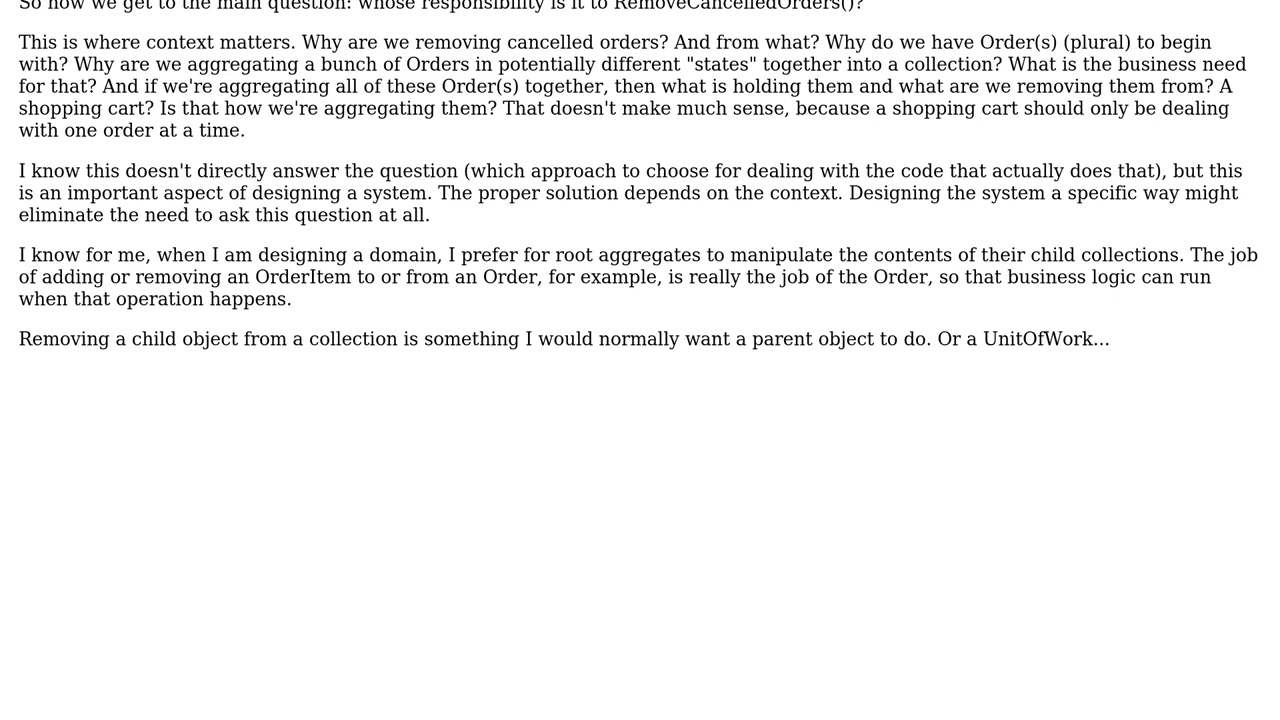 So now we get to the main question: whose responsibility is it to RemoveCancelledOrders()?
This is where context matters. Why are we removing cancelled orders? And from what? Why do we have Order(s) (plural) to begin
with? Why are we aggregating a bunch of Orders in potentially different "states" together into a collection? What is the business need
for that? And if we're aggregating all of these Order(s) together, then what is holding them and what are we removing them from? A
shopping cart? Is that how we're aggregating them? That doesn't make much sense, because a shopping cart should only be dealing
with one order at a time.
I know this doesn't directly answer the question (which approach to choose for dealing with the code that actually does that), but this
is an important aspect of designing a system. The proper solution depends on the context. Designing the system a specific way might
eliminate the need to ask this question at all.
I know for me, when I am designing a domain, I prefer for root aggregates to manipulate the contents of their child collections. The job
of adding or removing an OrderItem to or from an Order, for example, is really the job of the Order, so that business logic can run
when that operation happens.
Removing a child object from a collection is something I would normally want a parent object to do. Or a UnitOfWork...